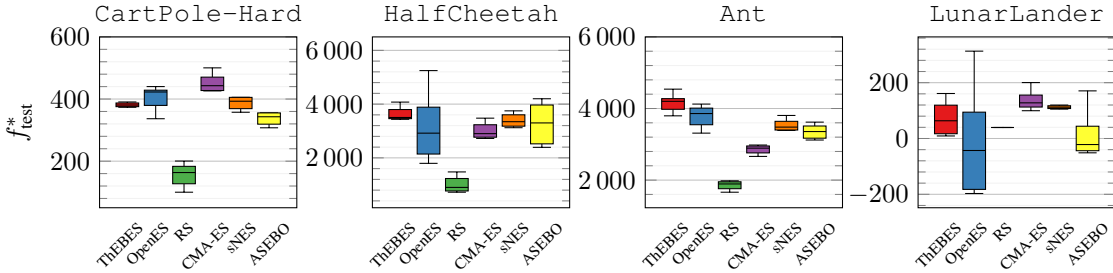 CartPole-Hard
HalfCheetah
Ant
LunarLander
f*test
600
400
200
6 000
4 000
2 000
6 000
4 000
2 000
200
0
−200
ThEBES
OpenES
RS
CMA-ES
sNES
ASEBO
ThEBES
OpenES
RS
CMA-ES
sNES
ASEBO
ThEBES
OpenES
RS
CMA-ES
sNES
ASEBO
ThEBES
OpenES
RS
CMA-ES
sNES
ASEBO